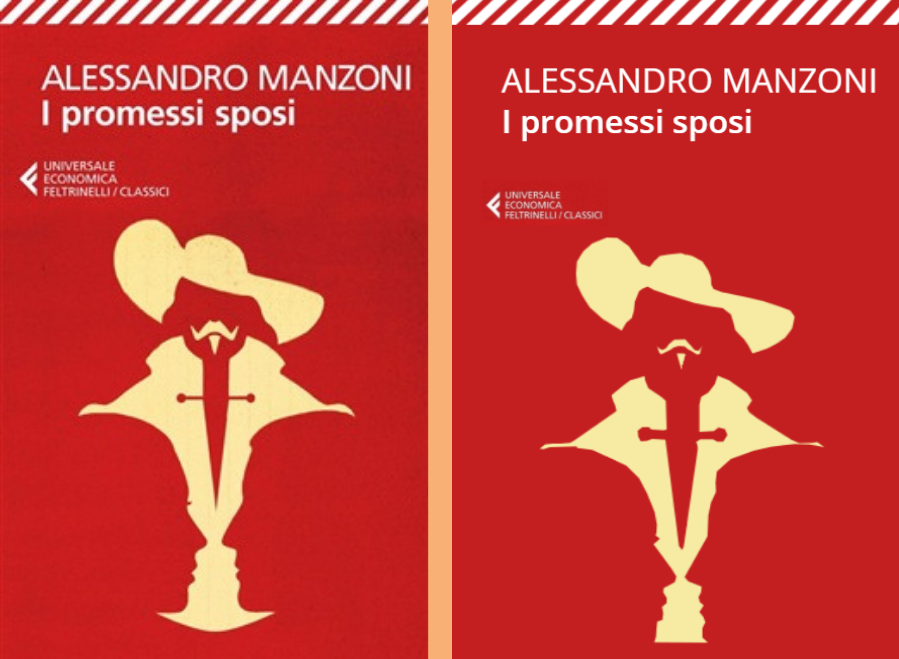 ALESSANDRO MANZONI
I promessi sposi
UNIVERSALE
ECONOMICA
FELTRINELLI / CLASSICI
ALESSANDRO MANZONI
I promessi sposi
UNIVERSALE
ECONOMICA
FELTRINELLI / CLASSICI